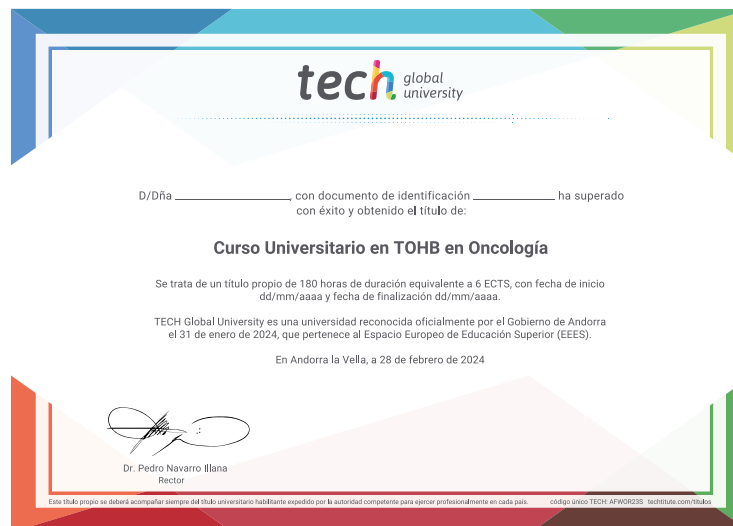 tech global
university
D/Dña ____________________, con documento de identificación ______________ ha superado
con éxito y obtenido el título de:
Curso Universitario en TOHB en Oncología
Se trata de un título propio de 180 horas de duración equivalente a 6 ECTS, con fecha de inicio
dd/mm/aaaa y fecha de finalización dd/mm/aaaa.
TECH Global University es una universidad reconocida oficialmente por el Gobierno de Andorra
el 31 de enero de 2024, que pertenece al Espacio Europeo de Educación Superior (EEES).
En Andorra la Vella, a 28 de febrero de 2024
Dr. Pedro Navarro Illana
Rector
Este título propio se deberá acompañar siempre del título universitario habilitante expedido por la autoridad competente para ejercer profesionalmente en cada país. código único TECH: AFWOR23S techtitute.com/titulos